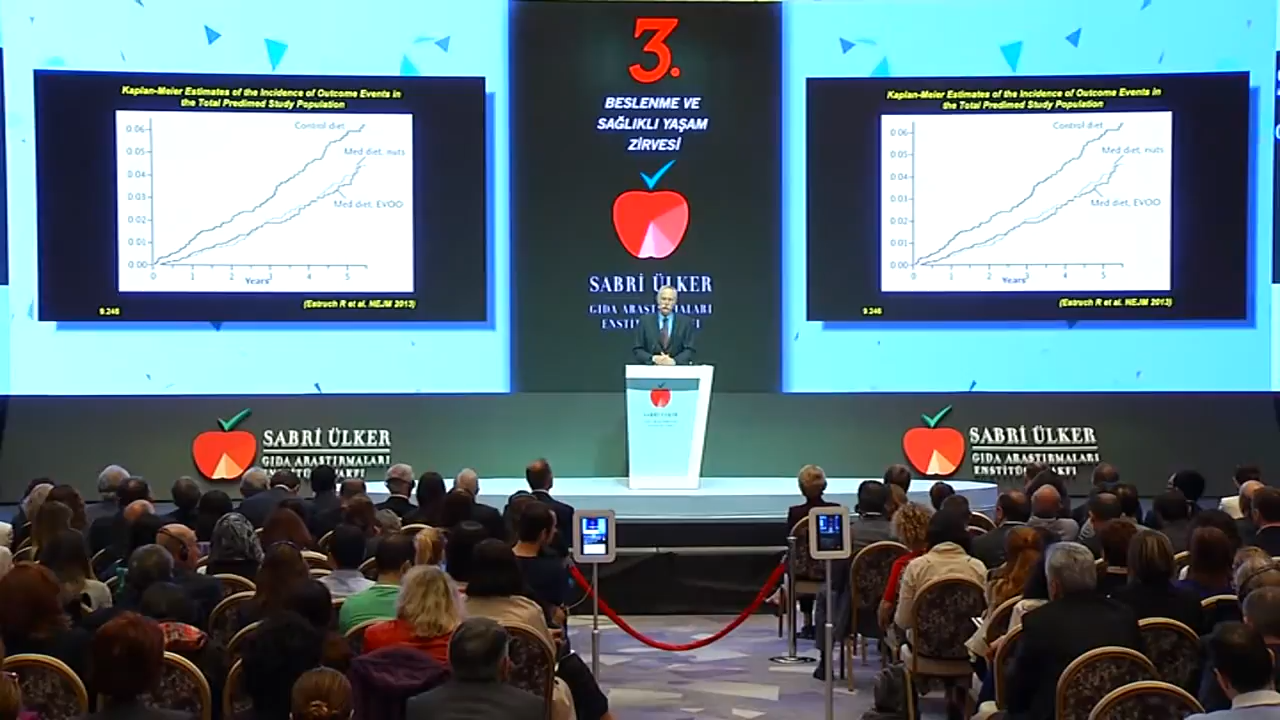 Kaplan-Meier Estimates of the Incidence of Outcome Events in
the Total Predimed Study Population
0.06
0.05
0.04
0.03
0.02
0.01
0.00
0
1
2
3
4
5
Years
Control diet
Med diet, nuts
Med diet, EVOO
(Estruch R et al. NEJM 2013)
9.246
3.
BESLENME VE
SAĞLIKLI YAŞAM
ZİRVESİ
SABRİ ÜLKER
GIDA ARAŞTIRMALARI
Kaplan-Meier Estimates of the Incidence of Outcome Events in
the Total Predimed Study Population
0.06
0.05
0.04
0.03
0.02
0.01
0.00
0
1
2
3
4
5
Years
Control diet
Med diet, nuts
Med diet, EVOO
(Estruch R et al. NEJM 2013)
9.246
SABRİ ÜLKER
GIDA ARAŞTIRMALARI
ENSTİTÜSÜ VAKFI
SABRİ ÜLKER
GIDA ARAŞTIRMALARI
ENSTİTÜSÜ VAKFI